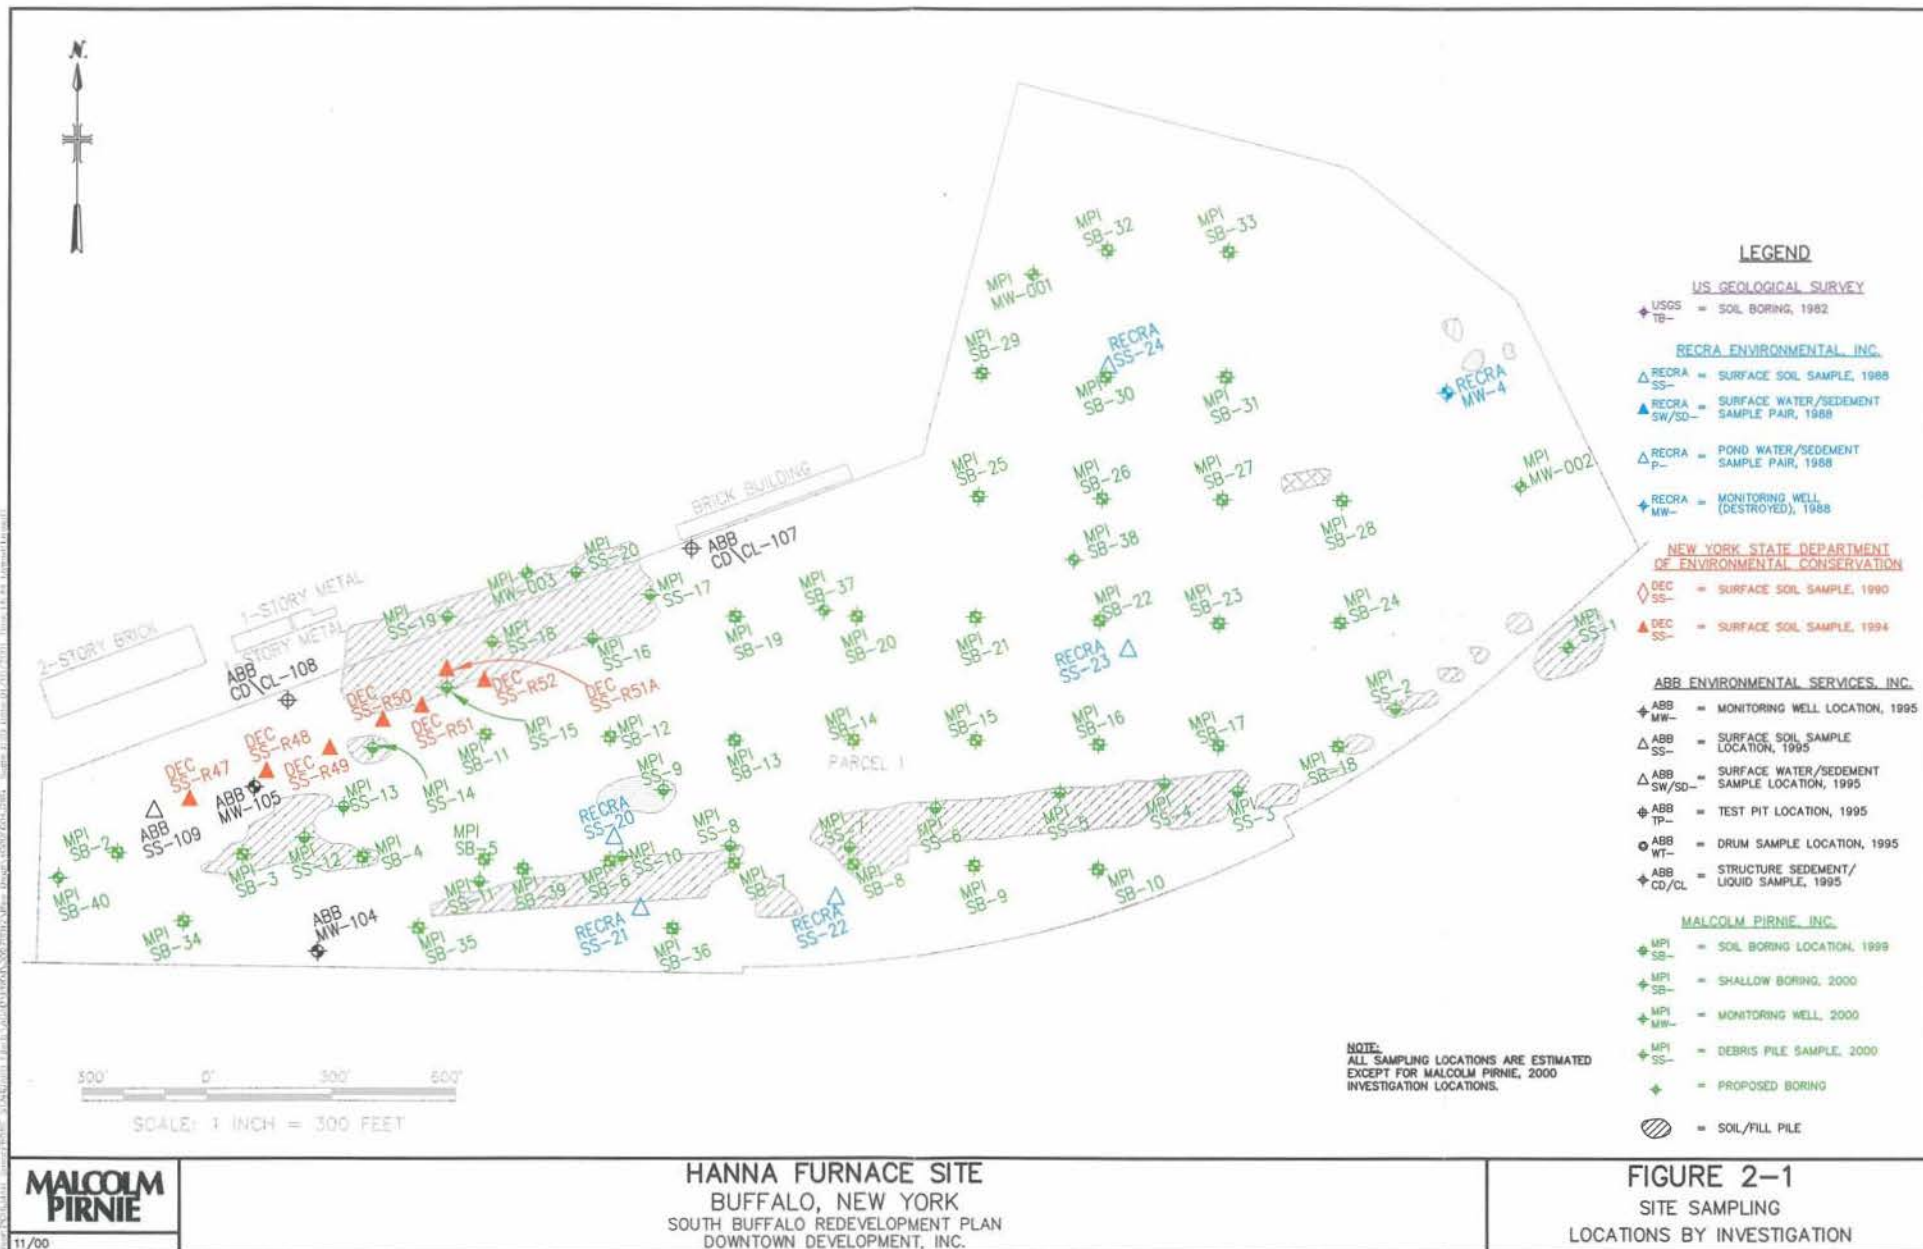 N.
MPI
SB-32
MPI
SB-33
MPI
MW-001
MPI
SB-29
RECRA
SS-24
MPI
SB-30
MPI
SB-31
RECRA
MW-4
MPI
SB-25
MPI
SB-26
MPI
SB-27
MPI
MW-002
MPI
SB-28
BRICK BUILDING
ABB
CD\CL-107
MPI
SB-38
MPI
SS-20
MPI
MW-003
MPI
SS-17
MPI
SB-37
MPI
SB-22
MPI
SB-23
MPI
SB-24
MPI
SS-1
1-STORY METAL
1-STORY METAL
2-STORY BRICK
MPI
SS-19
MPI
SS-18
MPI
SS-16
MPI
SB-19
MPI
SB-20
MPI
SB-21
RECRA
SS-23
ABB
CD\CL-108
DEC
SS-R50
DEC
SS-R52
DEC
SS-R51A
MPI
SS-2
DEC
SS-R48
DEC
SS-R51
MPI
SB-11
MPI
SS-15
MPI
SB-12
MPI
SB-13
MPI
SB-14
MPI
SB-15
MPI
SB-16
MPI
SB-17
MPI
SB-18
PARCEL 1
DEC
SS-R47
DEC
SS-R49
ABB
MW-105
MPI
SS-13
MPI
SS-14
MPI
SS-9
RECRA
SS-20
MPI
SB-2
ABB
SS-109
MPI
SB-3
MPI
SS-12
MPI
SB-4
MPI
SB-5
MPI
SS-10
MPI
SS-8
MPI
SS-7
MPI
SS-6
MPI
SS-5
MPI
SS-4
MPI
SS-3
MPI
SB-40
MPI
SS-11
MPI
SB-39
MPI
SB-6
MPI
SB-7
MPI
SB-8
MPI
SB-9
MPI
SB-10
MPI
SB-34
ABB
MW-104
MPI
SB-35
RECRA
SS-21
MPI
SB-36
RECRA
SS-22
300' 0' 300' 600'
SCALE: 1 INCH = 300 FEET
LEGEND
US GEOLOGICAL SURVEY
USGS
TB- = SOIL BORING, 1982
RECRA ENVIRONMENTAL, INC.
RECRA
SS- = SURFACE SOIL SAMPLE, 1988
RECRA
SW/SD- = SURFACE WATER/SEDEMENT
SAMPLE PAIR, 1988
RECRA
P- = POND WATER/SEDEMENT
SAMPLE PAIR, 1988
RECRA
MW- = MONITORING WELL
(DESTROYED), 1988
NEW YORK STATE DEPARTMENT
OF ENVIRONMENTAL CONSERVATION
DEC
SS- = SURFACE SOIL SAMPLE, 1990
DEC
SS- = SURFACE SOIL SAMPLE, 1994
ABB ENVIRONMENTAL SERVICES, INC.
ABB
MW- = MONITORING WELL LOCATION, 1995
ABB
SS- = SURFACE SOIL SAMPLE
LOCATION, 1995
ABB
SW/SD- = SURFACE WATER/SEDEMENT
SAMPLE LOCATION, 1995
ABB
TP- = TEST PIT LOCATION, 1995
ABB
WT- = DRUM SAMPLE LOCATION, 1995
ABB
CD/CL = STRUCTURE SEDEMENT/
LIQUID SAMPLE, 1995
MALCOLM PIRNIE, INC.
MPI
SB- = SOIL BORING LOCATION, 1999
MPI
SB- = SHALLOW BORING, 2000
MPI
MW- = MONITORING WELL, 2000
MPI
SS- = DEBRIS PILE SAMPLE, 2000
= PROPOSED BORING
= SOIL/FILL PILE
NOTE:
ALL SAMPLING LOCATIONS ARE ESTIMATED
EXCEPT FOR MALCOLM PIRNIE, 2000
INVESTIGATION LOCATIONS.
MALCOLM
PIRNIE
11/00
HANNA FURNACE SITE
BUFFALO, NEW YORK
SOUTH BUFFALO REDEVELOPMENT PLAN
DOWNTOWN DEVELOPMENT, INC.
FIGURE 2-1
SITE SAMPLING
LOCATIONS BY INVESTIGATION